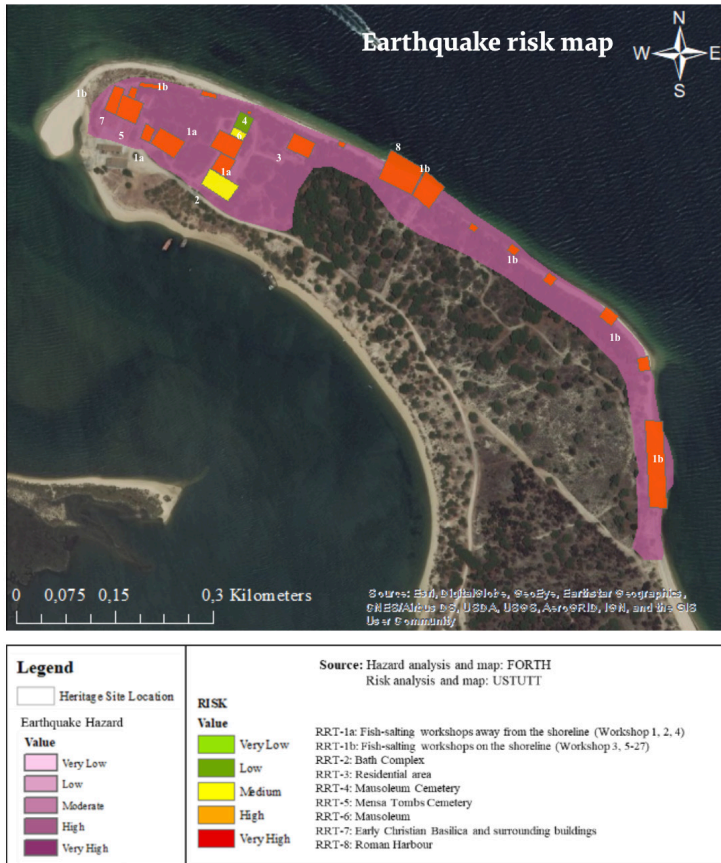 Earthquake risk map
N
W E
S
1b
1b
7
5
1a
1a
4
6
3
1a
2
8
1b
1b
1b
1b
0 0,075 0,15 0,3 Kilometers
Source: Esri, DigitalGlobe, GeoEye, Earthstar Geographics,
CNES/Airbus DS, USDA, USGS, AeroGRID, IGN, and the GIS
User Community
Legend
Heritage Site Location
Earthquake Hazard
Value
Very Low
Low
Moderate
High
Very High
Source: Hazard analysis and map: FORTH
Risk analysis and map: USTUTT
RISK
Value
Very Low
Low
Medium
High
Very High
RRT-1a: Fish-salting workshops away from the shoreline (Workshop 1, 2, 4)
RRT-1b: Fish-salting workshops on the shoreline (Workshop 3, 5-27)
RRT-2: Bath Complex
RRT-3: Residential area
RRT-4: Mausoleum Cemetery
RRT-5: Mensa Tombs Cemetery
RRT-6: Mausoleum
RRT-7: Early Christian Basilica and surrounding buildings
RRT-8: Roman Harbour